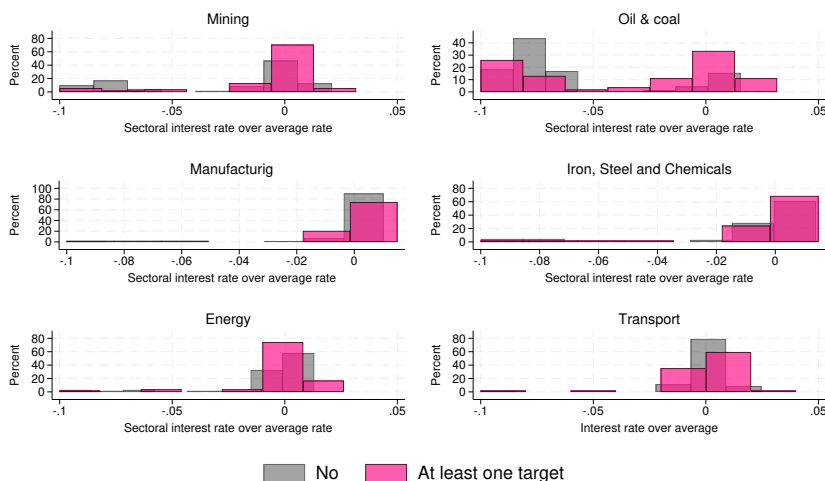 Mining
Percent
80
60
40
20
0
-.1 -.05 0 .05
Sectoral interest rate over average rate
Oil & coal
Percent
40
30
20
10
0
-.1 -.05 0 .05
Sectoral interest rate over average rate
Manufacturig
Percent
100
80
60
40
20
0
-.1 -.08 -.06 -.04 -.02 0
Sectoral interest rate over average rate
Iron, Steel and Chemicals
Percent
80
60
40
20
0
-.1 -.08 -.06 -.04 -.02 0
Sectoral interest rate over average rate
Energy
Percent
80
60
40
20
0
-.1 -.05 0 .05
Sectoral interest rate over average rate
Transport
Percent
80
60
40
20
0
-.1 -.05 0 .05
Interest rate over average
No At least one target